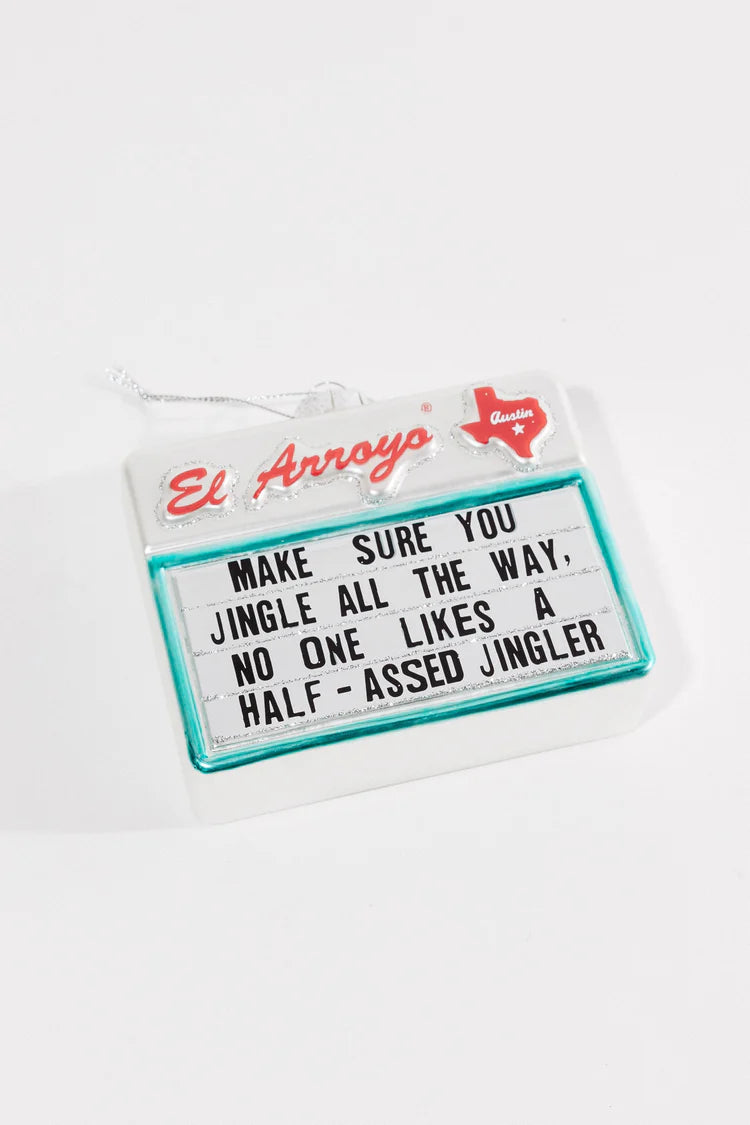 El Arroyo®
Austin
MAKE SURE YOU
JINGLE ALL THE WAY,
NO ONE LIKES A
HALF-ASSED JINGLER